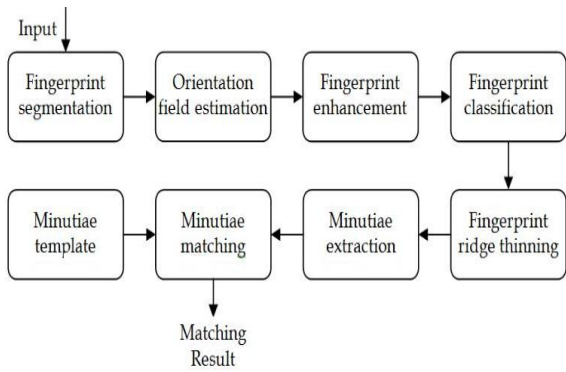 Input
Fingerprint
segmentation
Orientation
field estimation
Fingerprint
enhancement
Fingerprint
classification
Minutiae
template
Minutiae
matching
Minutiae
extraction
Fingerprint
ridge thinning
Matching
Result